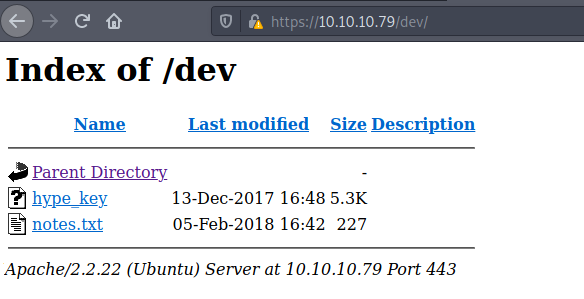 https://10.10.10.79/dev/
Index of /dev
Name Last modified Size Description
Parent Directory -
hype_key 13-Dec-2017 16:48 5.3K
notes.txt 05-Feb-2018 16:42 227
Apache/2.2.22 (Ubuntu) Server at 10.10.10.79 Port 443